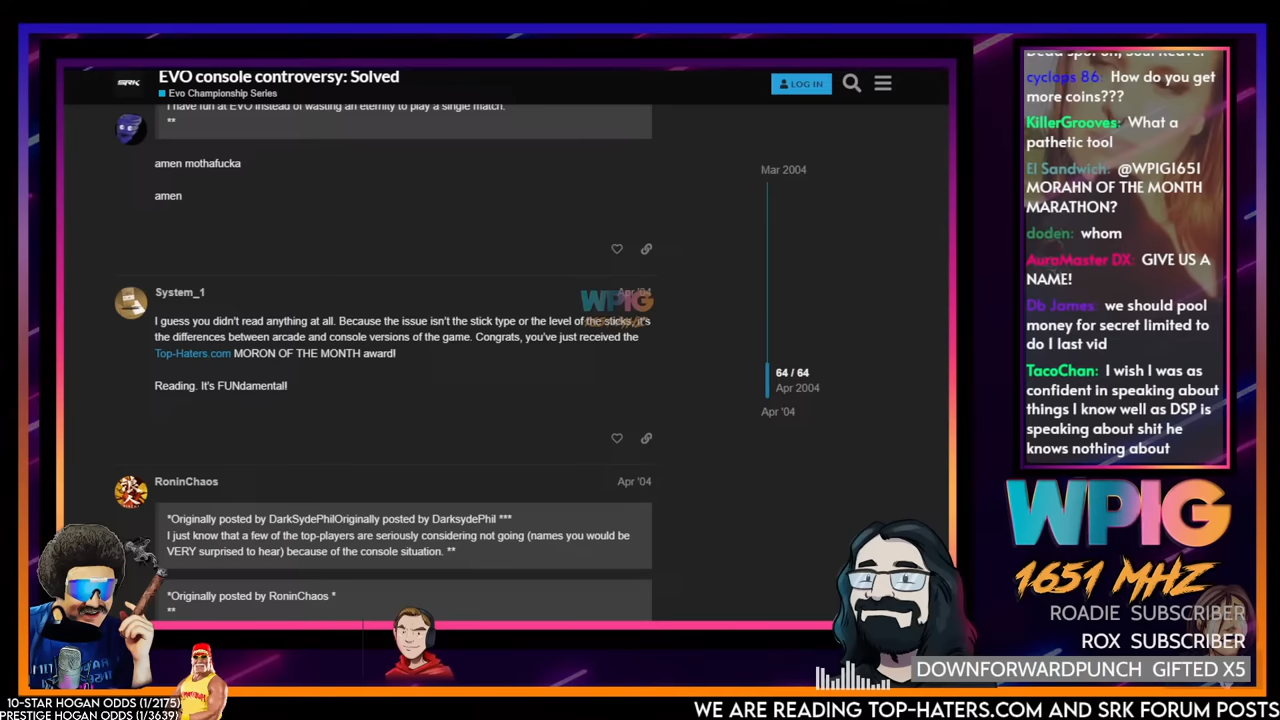 SRK
EVO console controversy: Solved
Evo Championship Series
LOG IN
I have fun at EVO instead of wasting an eternity to play a single match.
**
amen mothafucka
amen
System_1
Apr '04
I guess you didn't read anything at all. Because the issue isn't the stick type or the level of the sticks, it's
the differences between arcade and console versions of the game. Congrats, you've just received the
Top-Haters.com MORON OF THE MONTH award!
Reading. It's FUNdamental!
RoninChaos
Apr '04
*Originally posted by DarkSydePhilOriginally posted by DarksydePhil ***
I just know that a few of the top-players are seriously considering not going (names you would be
VERY surprised to hear) because of the console situation. **
*Originally posted by RoninChaos *
**
Mar 2004
64 / 64
Apr 2004
Apr '04
WPIG
cyclops 86: How do you get
more coins???
KillerGrooves: What a
pathetic tool
El Sandwich: @WPIG1651
MORAHN OF THE MONTH
MARATHON?
doden: whom
AuraMaster DX: GIVE US A
NAME!
Db James: we should pool
money for secret limited to
do I last vid
TacoChan: I wish I was as
confident in speaking about
things I know well as DSP is
speaking about shit he
knows nothing about
WPIG
1651 MHZ
ROADIE SUBSCRIBER
ROX SUBSCRIBER
DOWNFORWARDPUNCH GIFTED X5
10-STAR HOGAN ODDS (1/2175)
PRESTIGE HOGAN ODDS (1/3639)
WE ARE READING TOP-HATERS.COM AND SRK FORUM POSTS